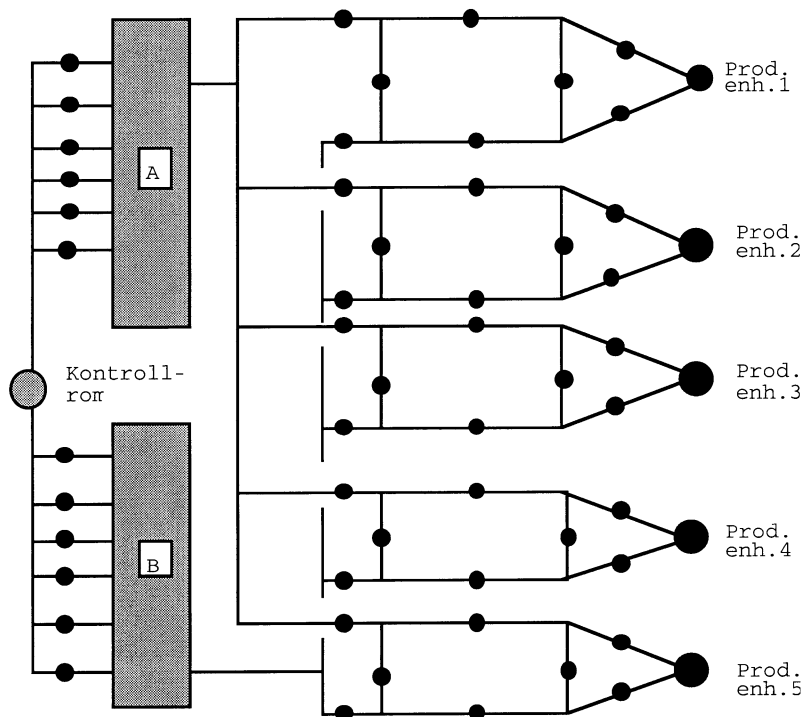 Prod.
enh.1
A
Prod.
enh.2
Kontroll-
rom
Prod.
enh.3
B
Prod.
enh.4
Prod.
enh.5